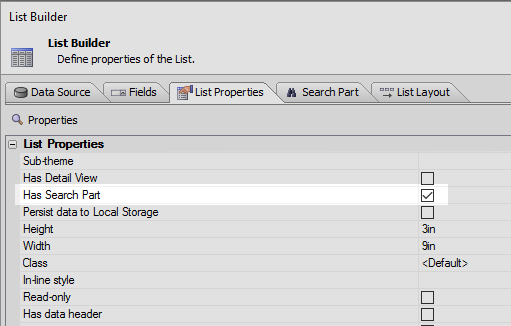 List Builder
List Builder
Define properties of the List.
Data Source Fields List Properties Search Part List Layout
Properties
List Properties
Sub-theme
Has Detail View
Has Search Part
Persist data to Local Storage
Height 3in
Width 9in
Class <Default>
In-line style
Read-only
Has data header